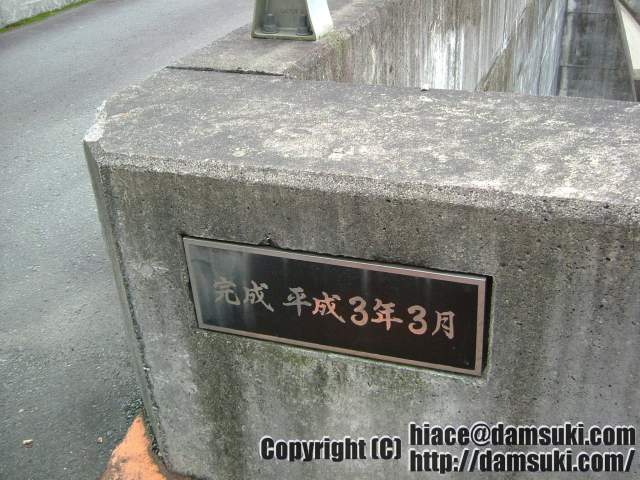 完成 平成3年3月
Copyright (C) hiace@damsuki.com
http://damsuki.com/